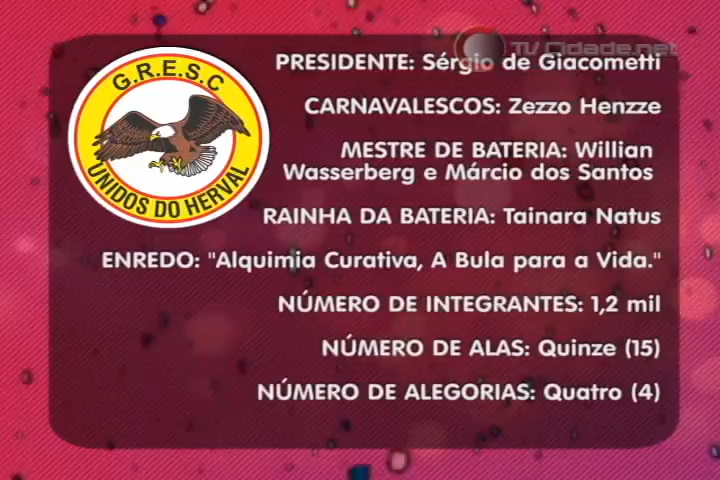 TV Cidade.net
G.R.E.S.C
UNIDOS DO HERVAL
PRESIDENTE: Sérgio de Giacometti
CARNAVALESCOS: Zezzo Henzze
MESTRE DE BATERIA: Willian
Wasserberg e Márcio dos Santos
RAINHA DA BATERIA: Tainara Natus
ENREDO: "Alquimia Curativa, A Bula para a Vida."
NÚMERO DE INTEGRANTES: 1,2 mil
NÚMERO DE ALAS: Quinze (15)
NÚMERO DE ALEGORIAS: Quatro (4)